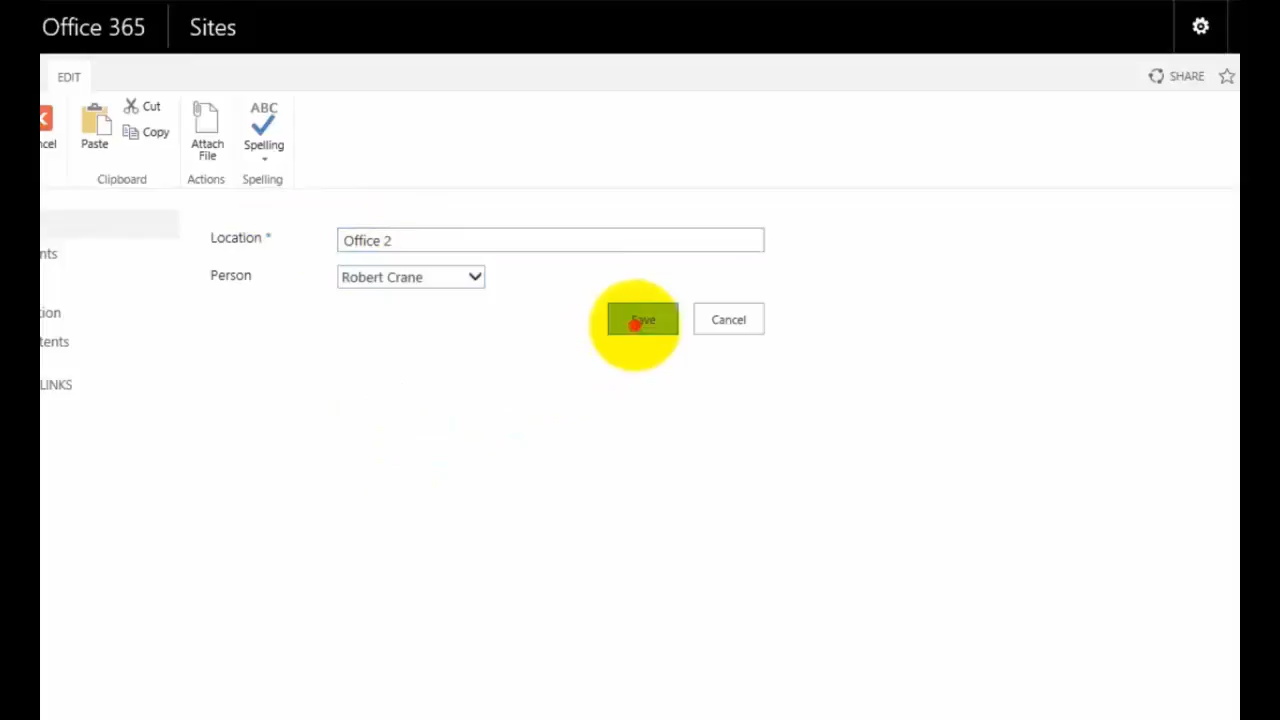 Office 365 Sites
EDIT SHARE
Cut
Copy
Paste
Attach
File
ABC
Spelling
ncel
Clipboard Actions Spelling
Location *
Office 2
Person
Robert Crane
Save Cancel
nts
ion
tents
LINKS